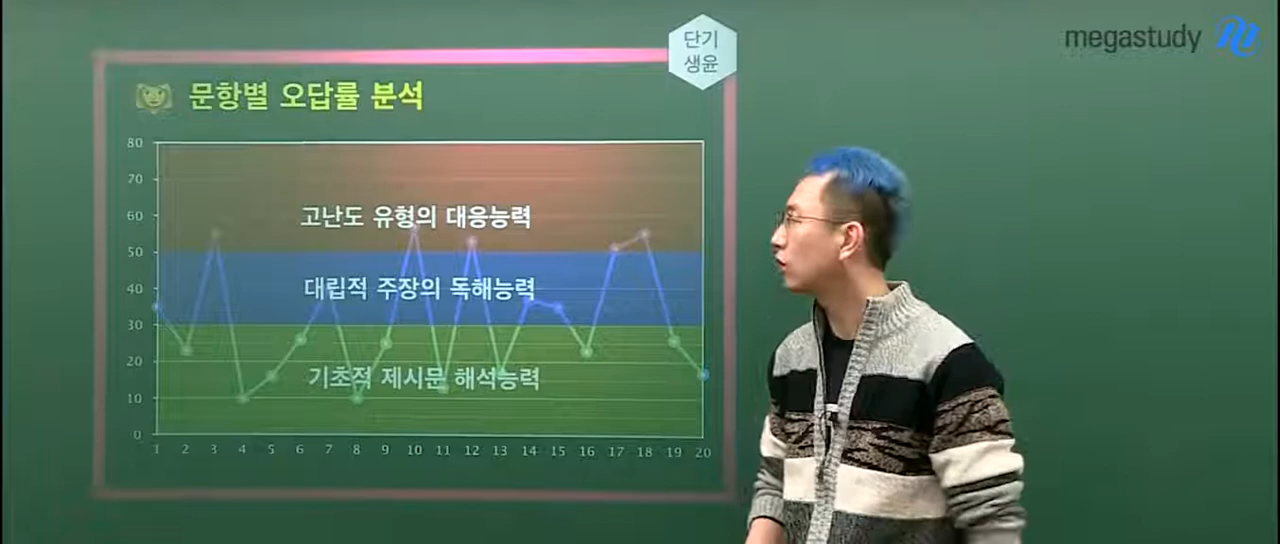 단기
생윤
megastudy
문항별 오답률 분석
80
70
60
50
40
30
20
10
0
고난도 유형의 대응능력
대립적 주장의 독해능력
기초적 제시문 해석능력
1 2 3 4 5 6 7 8 9 10 11 12 13 14 15 16 17 18 19 20